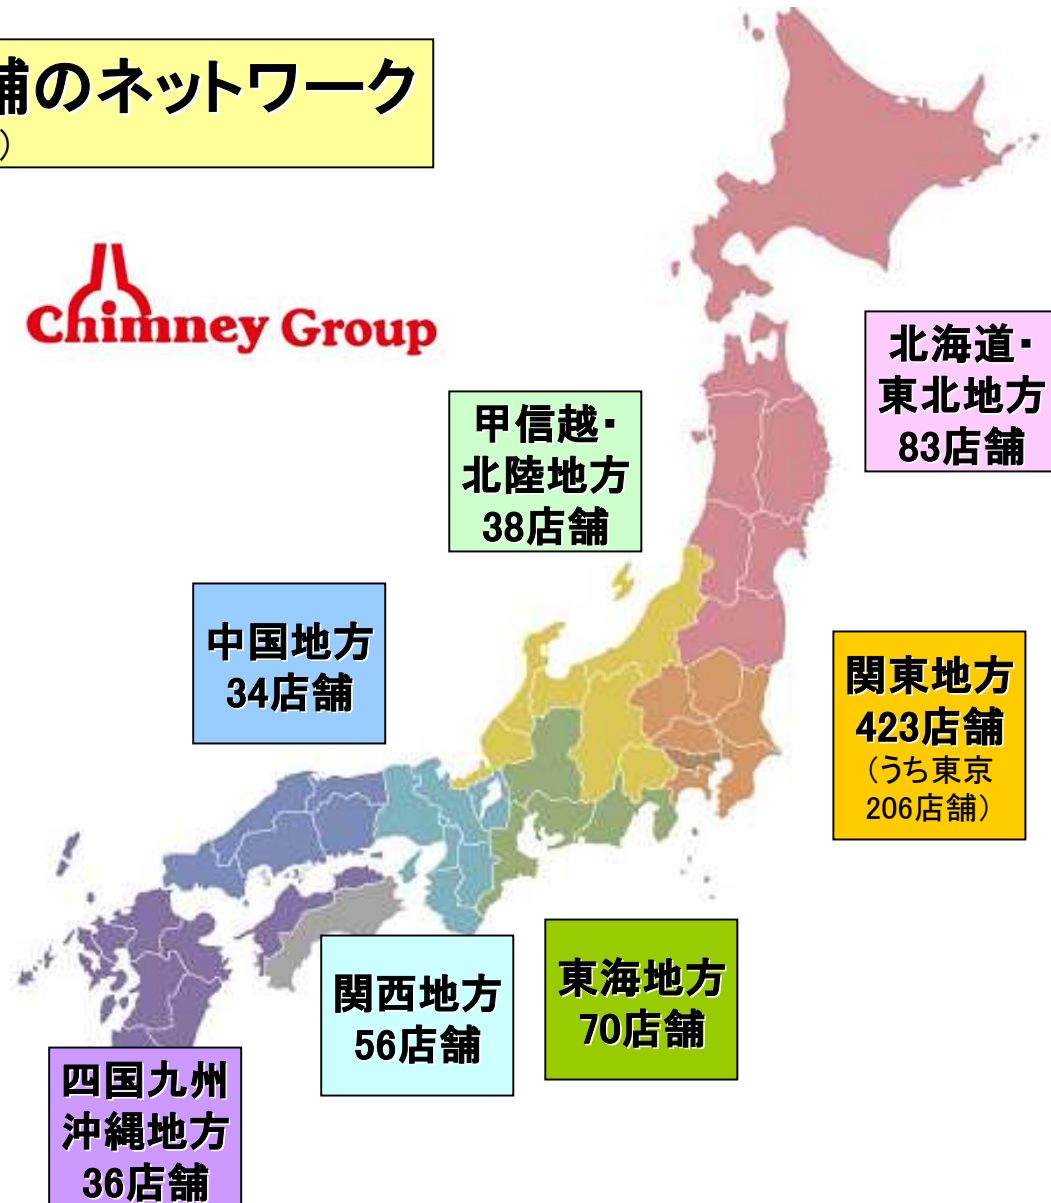 舗のネットワーク
)
Chimney Group
北海道・
東北地方
83店舗
甲信越・
北陸地方
38店舗
中国地方
34店舗
関東地方
423店舗
(うち東京
206店舗)
関西地方
56店舗
東海地方
70店舗
四国九州
沖縄地方
36店舗